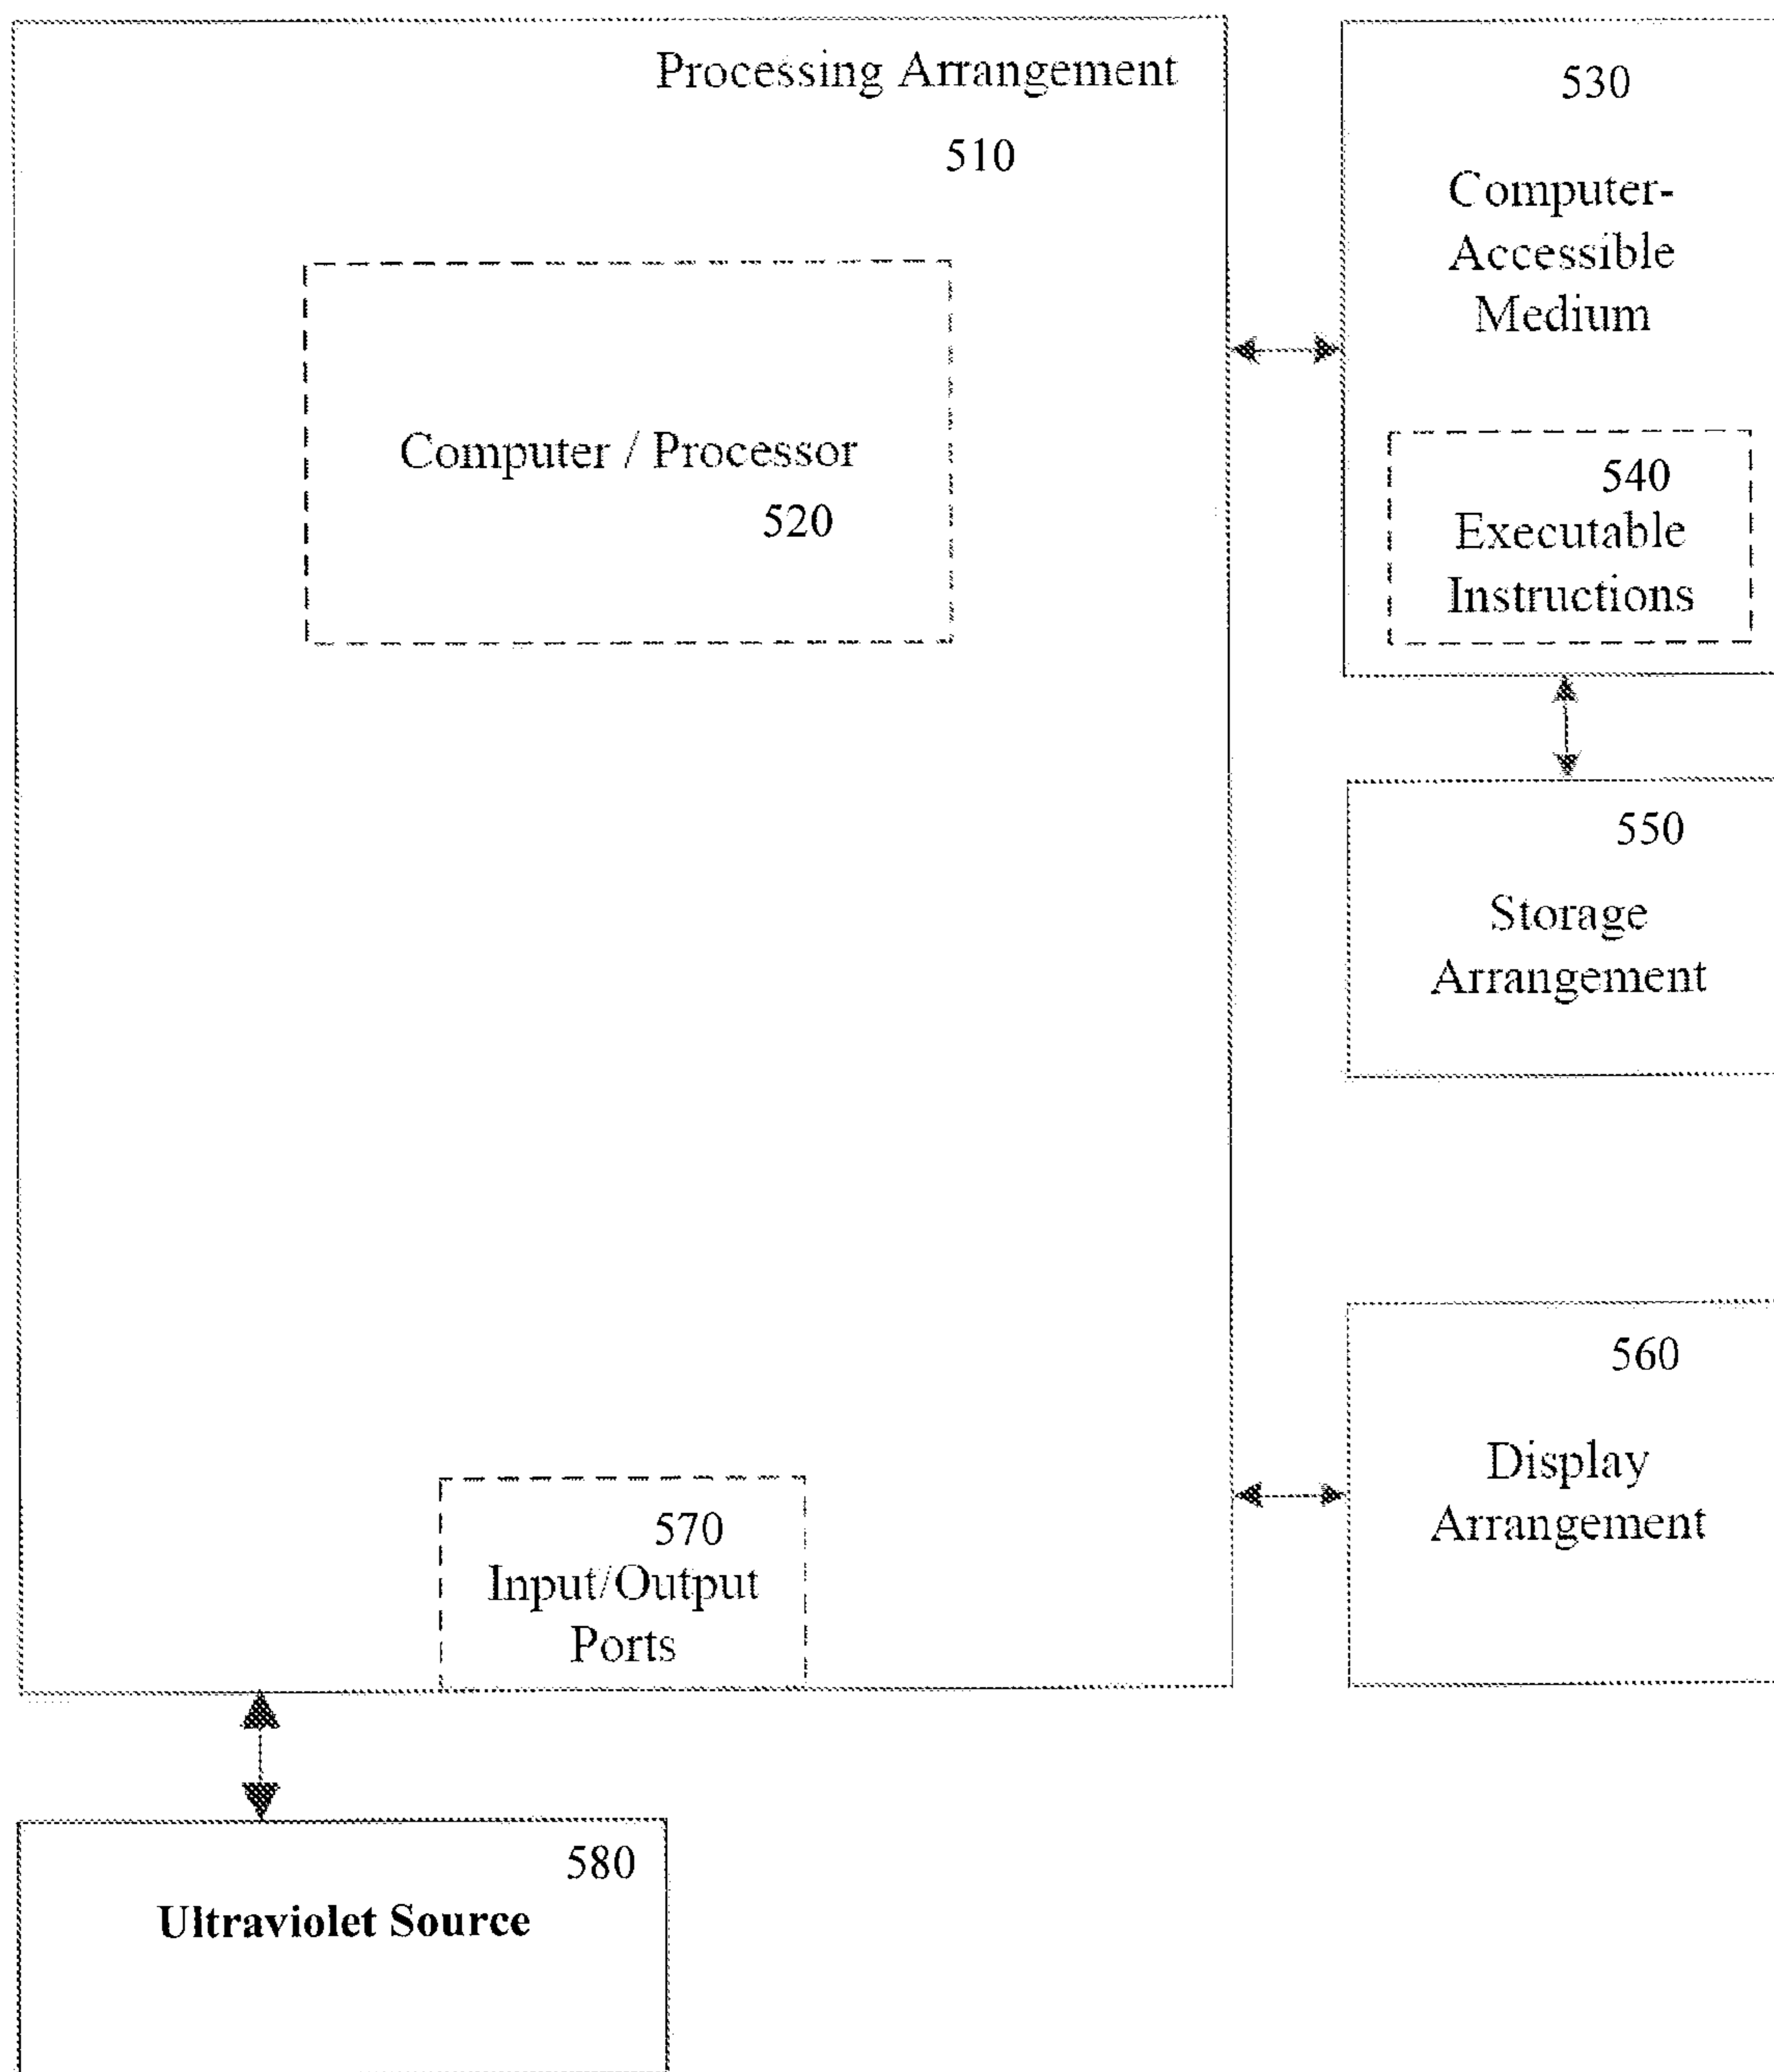 Processing Arrangement
510
Computer / Processor
520
530
Computer-
Accessible
Medium
540
Executable
Instructions
550
Storage
Arrangement
560
Display
Arrangement
570
Input/Output
Ports
580
Ultraviolet Source